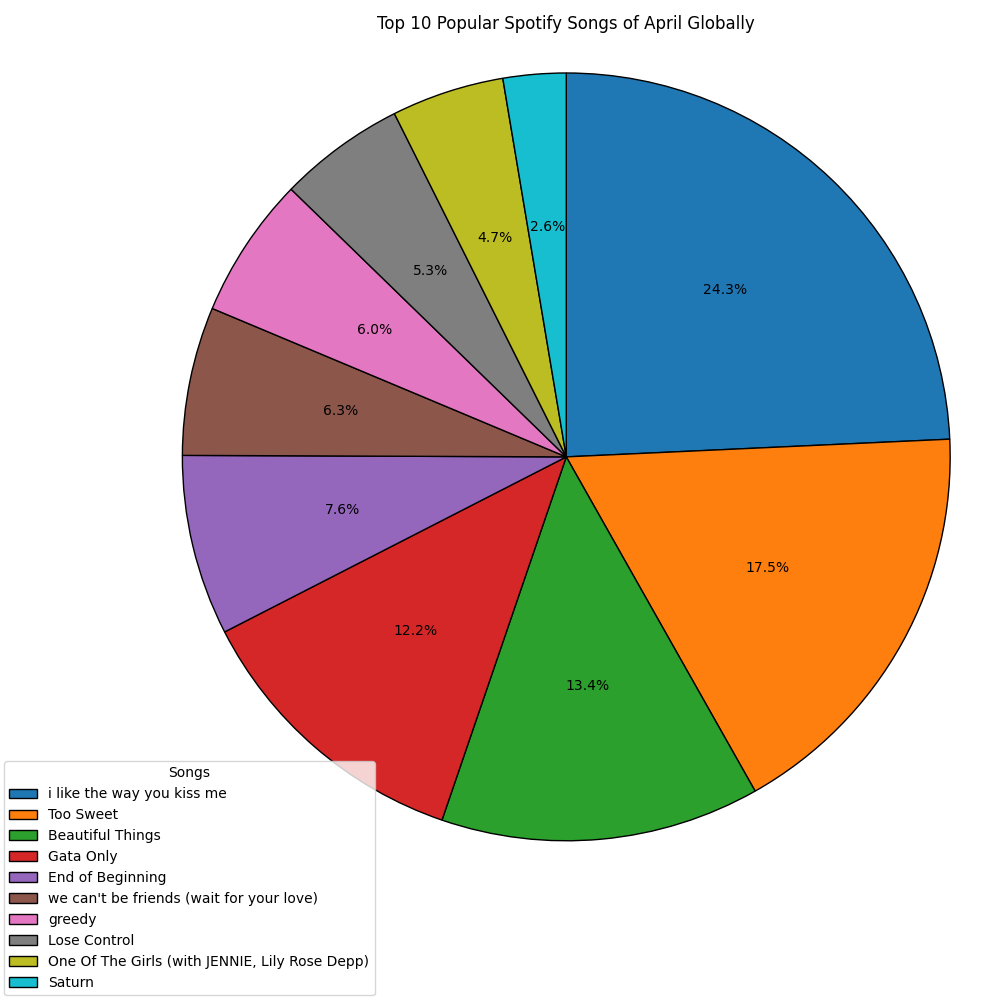 Top 10 Popular Spotify Songs of April Globally
2.6%
4.7%
5.3%
24.3%
6.0%
6.3%
7.6%
17.5%
12.2%
13.4%
Songs
i like the way you kiss me
Too Sweet
Beautiful Things
Gata Only
End of Beginning
we can't be friends (wait for your love)
greedy
Lose Control
One Of The Girls (with JENNIE, Lily Rose Depp)
Saturn